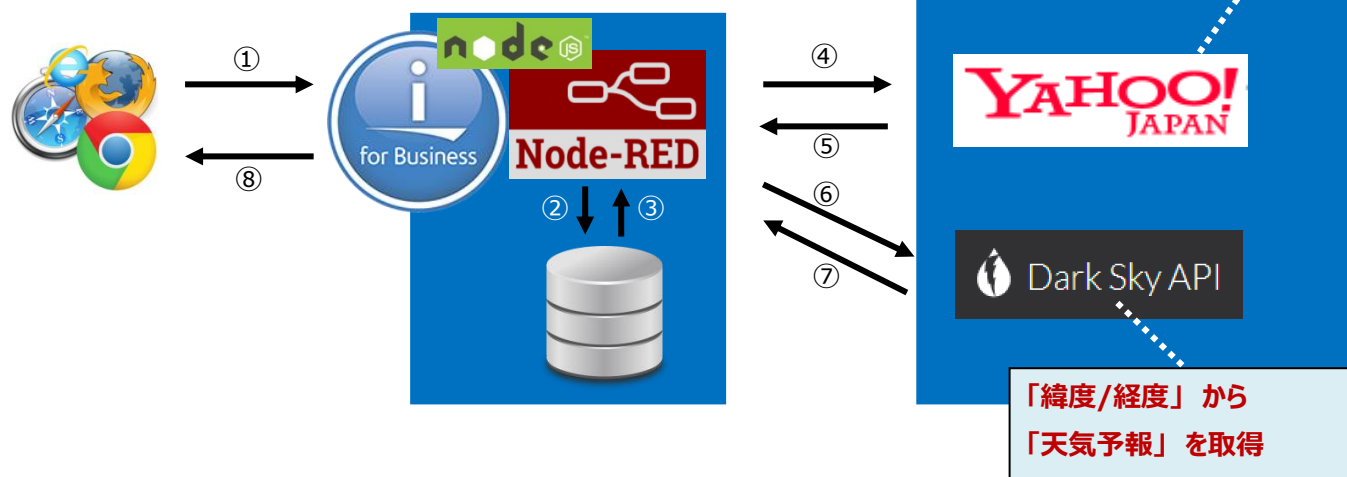 node
JS
①
④
i
YAHOO!
JAPAN
for Business
Node-RED
⑤
⑧
②
③
⑥
⑦
Dark Sky API
「緯度/経度」から
「天気予報」を取得